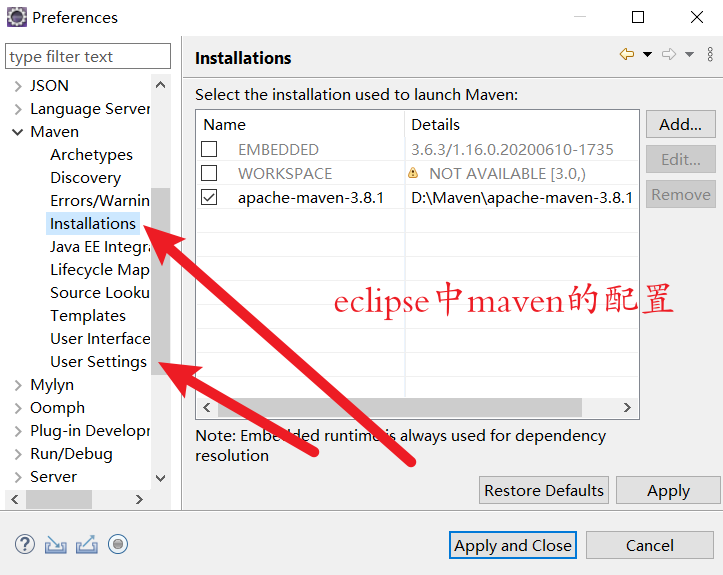 Preferences
type filter text
JSON
Language Server
Maven
Archetypes
Discovery
Errors/Warnin
Installations
Java EE Integra
Lifecycle Map
Source Looku
Templates
User Interface
User Settings
Mylyn
Oomph
Plug-in Developr
Run/Debug
Server
Installations
Select the installation used to launch Maven:
Name Details
EMBEDDED 3.6.3/1.16.0.20200610-1735
WORKSPACE NOT AVAILABLE [3.0,)
apache-maven-3.8.1 D:\Maven\apache-maven-3.8.1
Add...
Edit...
Remove
eclipse中maven的配置
Note: Embedded runtime is always used for dependency
resolution
Restore Defaults Apply
Apply and Close Cancel